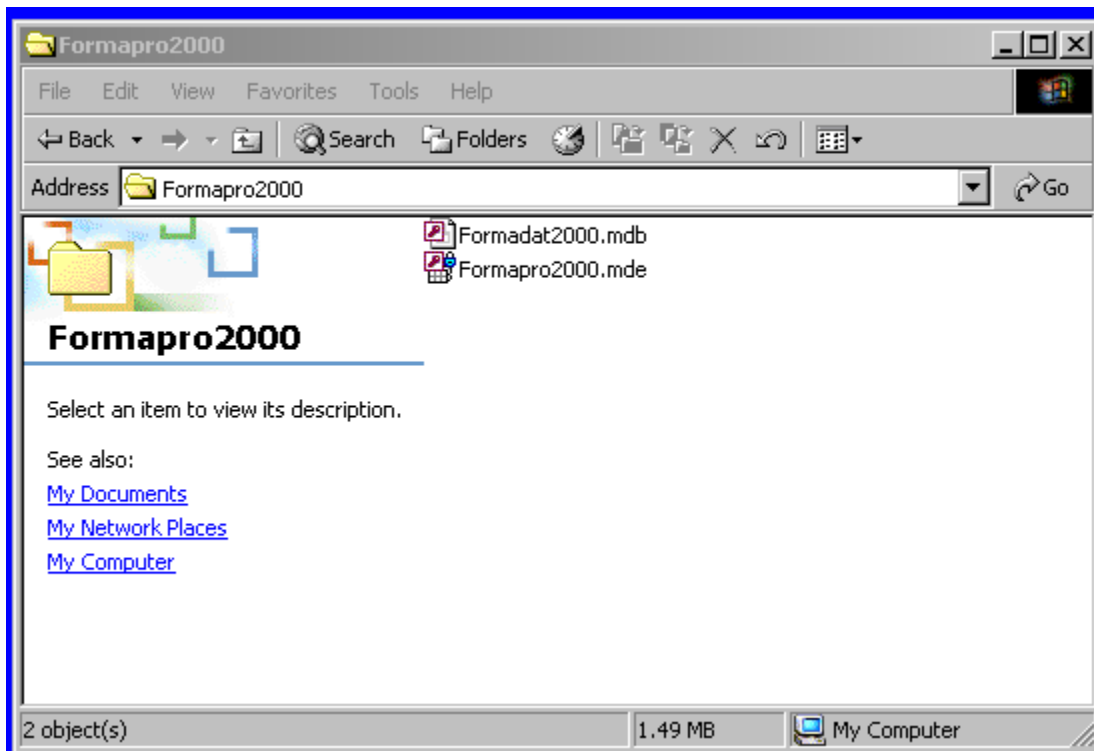 Formapro2000
File Edit View Favorites Tools Help
Back Search Folders
Address Formapro2000 Go
Formadat2000.mdb
Formapro2000.mde
Formapro2000
Select an item to view its description.
See also:
My Documents
My Network Places
My Computer
2 object(s) 1.49 MB My Computer